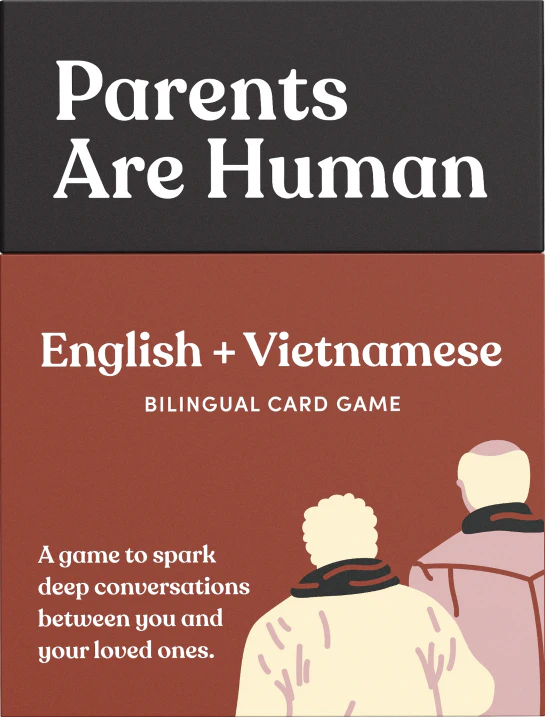 Parents
Are Human
English + Vietnamese
BILINGUAL CARD GAME
A game to spark
deep conversations
between you and
your loved ones.